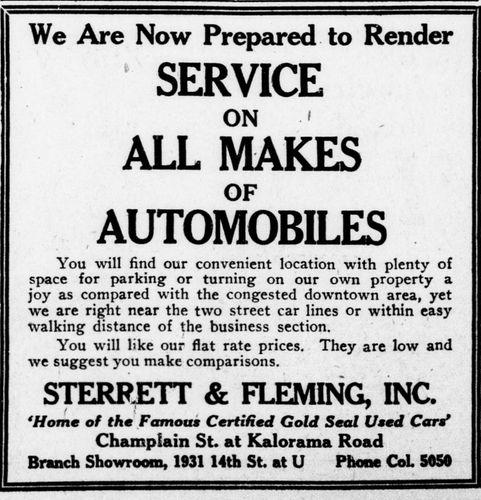 We Are Now Prepared to Render
SERVICE
ON
ALL MAKES
OF
AUTOMOBILES
You will find our convenient location with plenty of
space for parking or turning on our own property a
joy as compared with the congested downtown area, yet
we are right near the two street car lines or within easy
walking distance of the business section.
You will like our flat rate prices. They are low and
we suggest you make comparisons.
STERRETT & FLEMING, INC.
'Home of the Famous Certified Gold Seal Used Cars'
Champlain St. at Kalorama Road
Branch Showroom, 1931 14th St. at U Phone Col. 5050